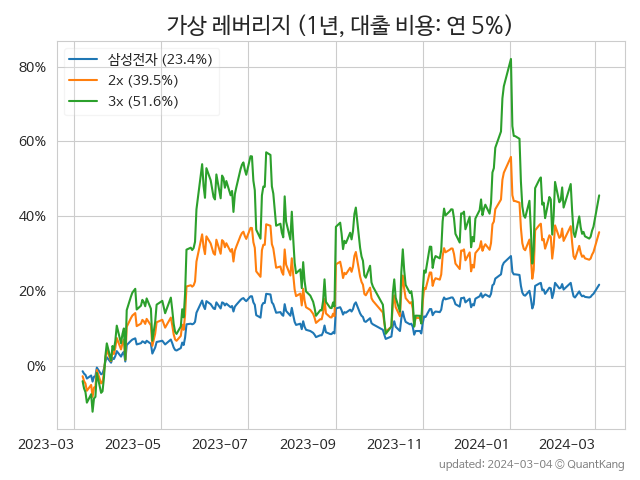 가상 레버리지 (1년, 대출 비용: 연 5%)
삼성전자 (23.4%)
2x (39.5%)
3x (51.6%)
80%
60%
40%
20%
0%
2023-03 2023-05 2023-07 2023-09 2023-11 2024-01 2024-03
updated: 2024-03-04 © QuantKang